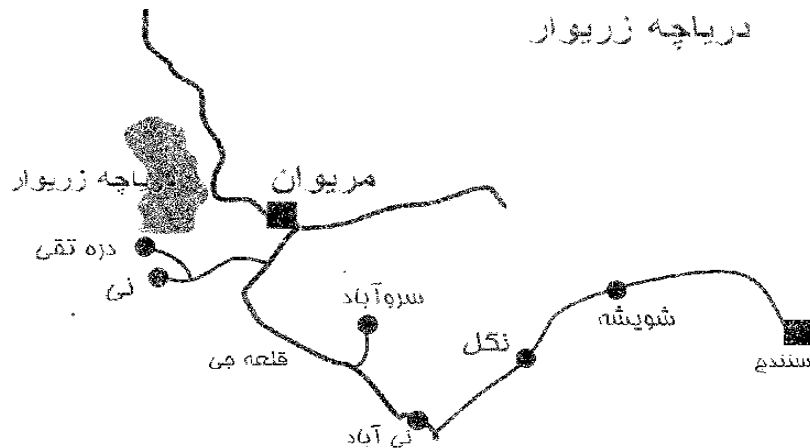 دریاچه زریوار
مریوان
دریاچه زریوار
دره تفی
نی
سروآباد
قلعه جی
نی آباد
نگل
شویشه
سنندج